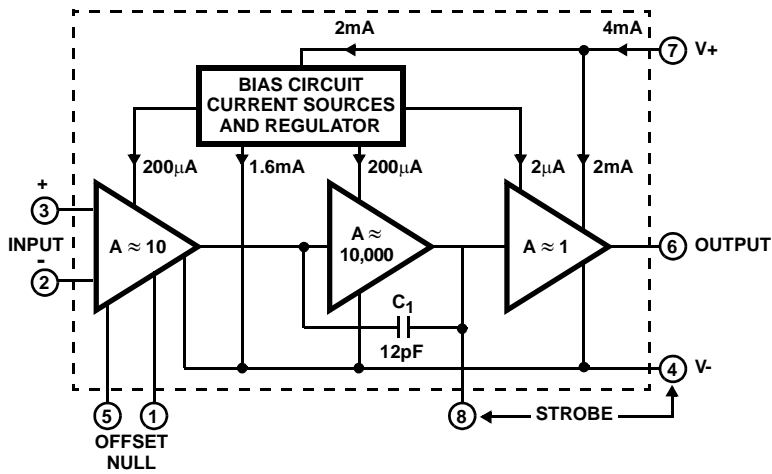 2mA
4mA
7
V+
BIAS CIRCUIT
CURRENT SOURCES
AND REGULATOR
200µA
1.6mA
200µA
2µA
2mA
+
3
INPUT
-
2
A ≈ 10
A ≈
10,000
A ≈ 1
6
OUTPUT
C1
12pF
4
V-
5
1
8
STROBE
OFFSET
NULL